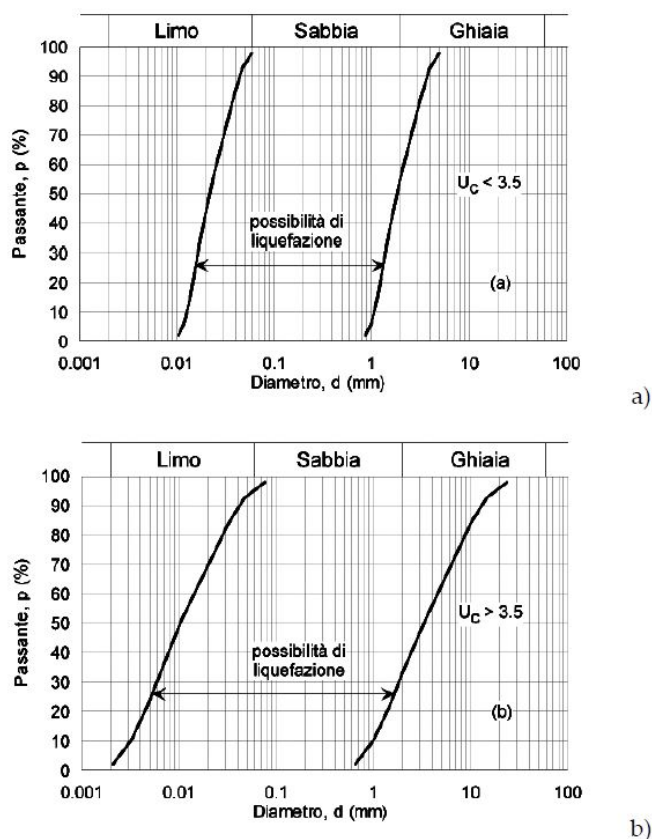 Limo Sabbia Ghiaia
100
90
80
70
60
50
40
30
20
10
0
Passante, p (%)
U_C < 3.5
possibilità di
liquefazione
(a)
0.001 0.01 0.1 1 10 100
Diametro, d (mm)
a)
Limo Sabbia Ghiaia
100
90
80
70
60
50
40
30
20
10
0
Passante, p (%)
U_C > 3.5
possibilità di
liquefazione
(b)
0.001 0.01 0.1 1 10 100
Diametro, d (mm)
b)